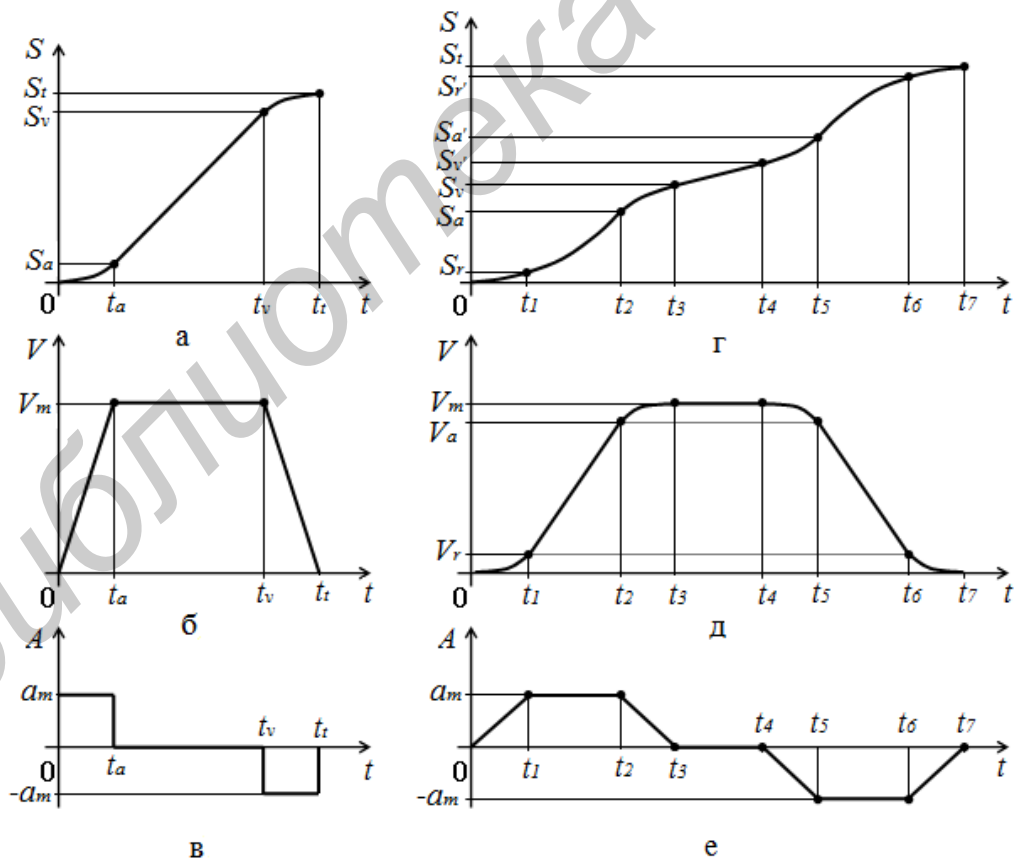 S
St
Sv
Sa
0
ta
tv
tt
t
а
S
St
Sr'
Sa'
Sv'
Sv
Sa
Sr
0
t1
t2
t3
t4
t5
t6
t7
t
г
V
Vm
0
ta
tv
tt
t
б
V
Vm
Va
Vr
0
t1
t2
t3
t4
t5
t6
t7
t
д
A
am
tv
tt
0
ta
t
-am
в
A
am
t4
t5
t6
t7
0
t1
t2
t3
t
-am
е
иблиотека